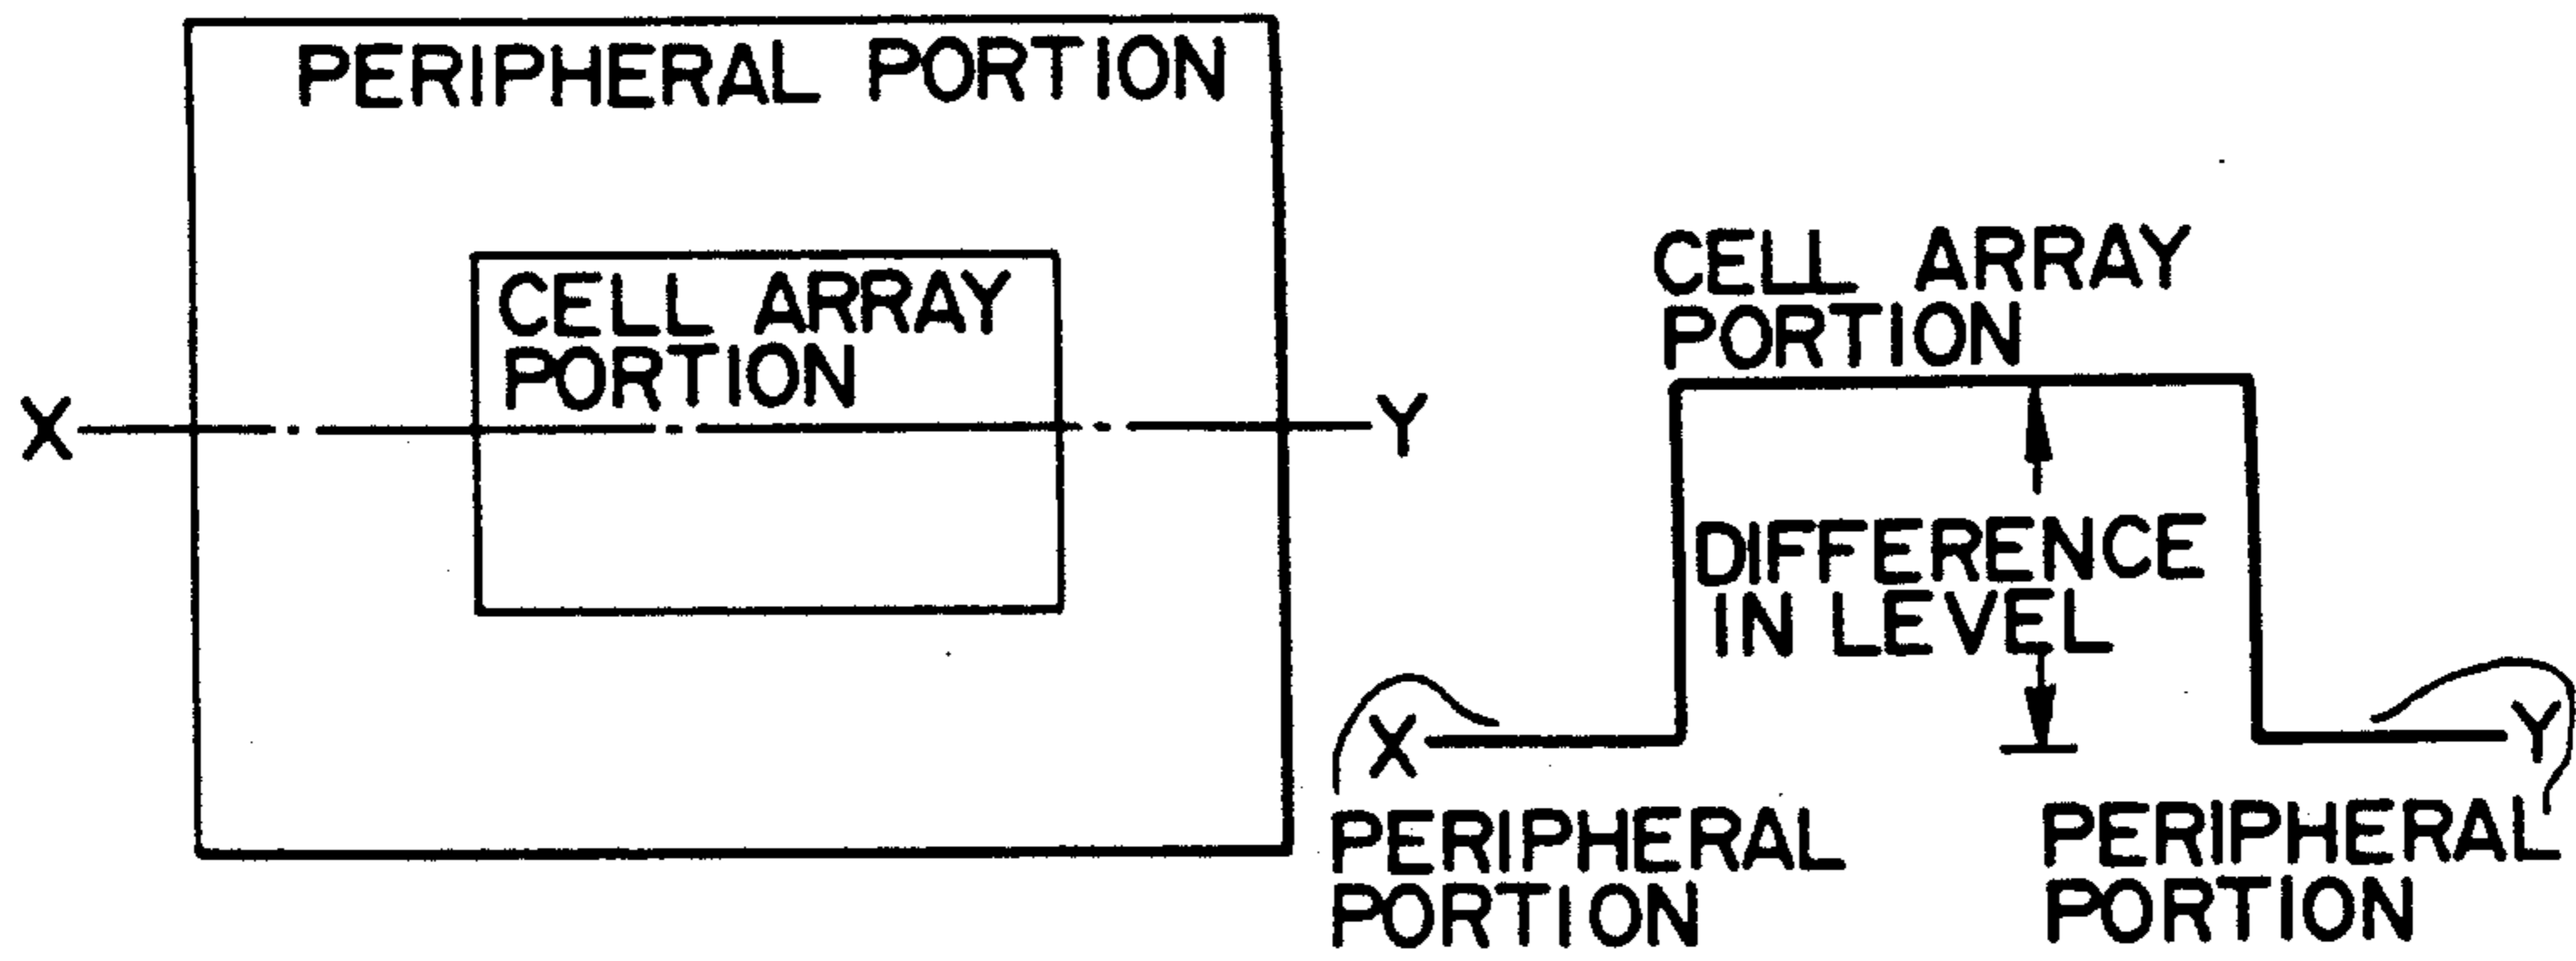 PERIPHERAL PORTION
CELL ARRAY
PORTION
X
Y
CELL ARRAY
PORTION
DIFFERENCE
IN LEVEL
X
Y
PERIPHERAL
PORTION
PERIPHERAL
PORTION